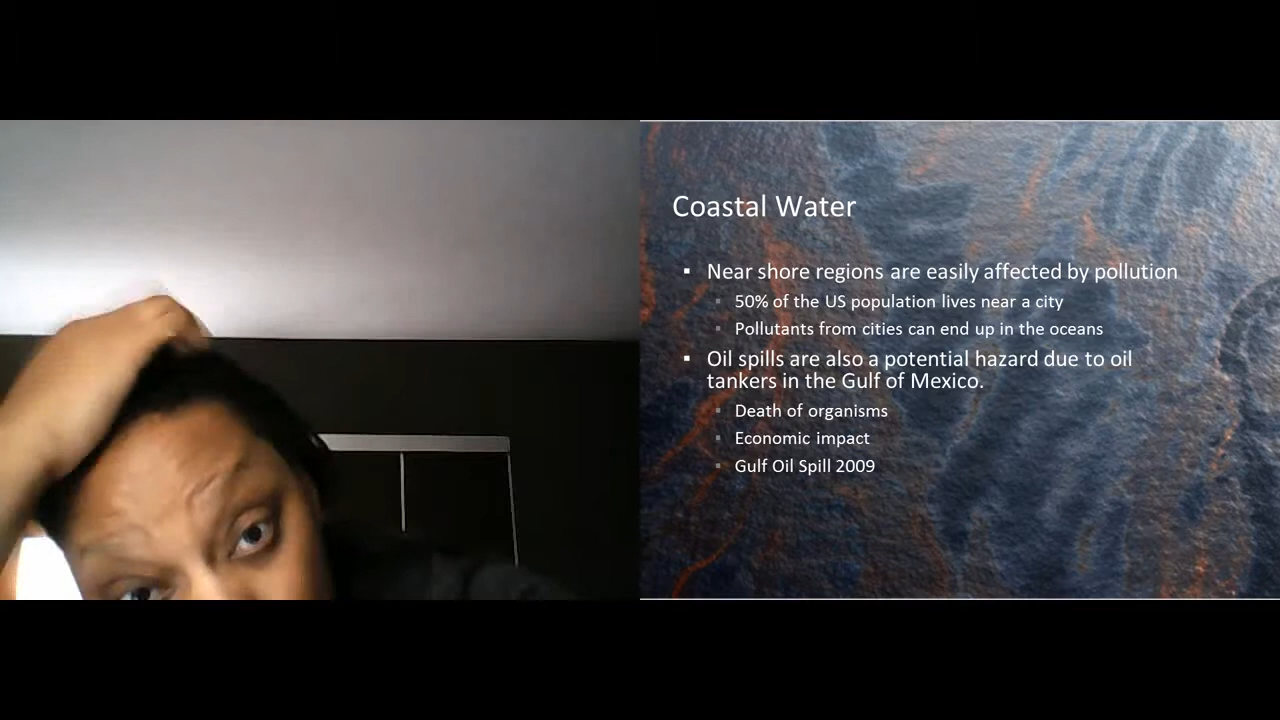 Coastal Water
▪ Near shore regions are easily affected by pollution
▪ 50% of the US population lives near a city
▪ Pollutants from cities can end up in the oceans
▪ Oil spills are also a potential hazard due to oil
tankers in the Gulf of Mexico.
▪ Death of organisms
▪ Economic impact
▪ Gulf Oil Spill 2009